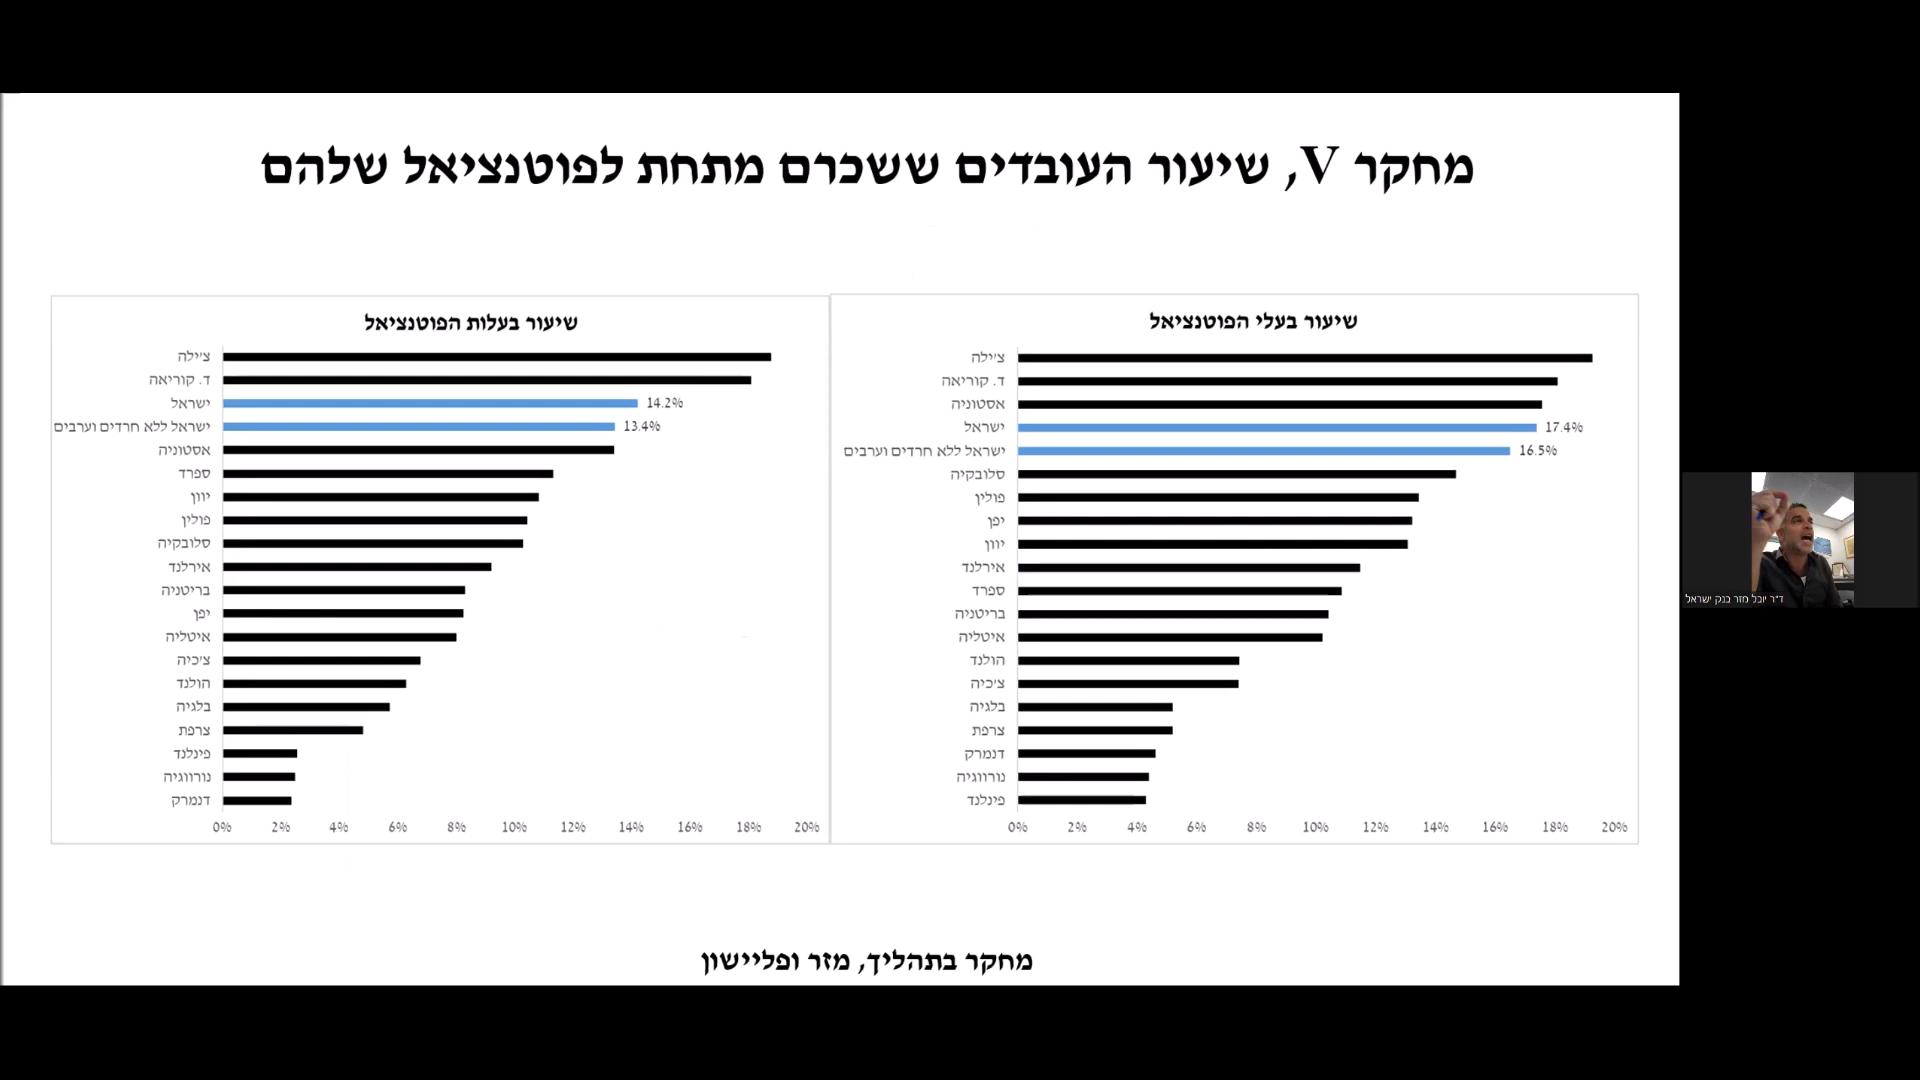 מחקר V, שיעור העובדים ששכרם מתחת לפוטנציאל שלהם
שיעור בעלי הפוטנציאל
צ'ילה
ד. קוריאה
אסטוניה
ישראל 17.4%
ישראל ללא חרדים וערבים 16.5%
סלובקיה
פולין
יפן
יוון
אירלנד
ספרד
בריטניה
איטליה
הולנד
צ'כיה
בלגיה
צרפת
דנמרק
נורווגיה
פינלנד
0% 2% 4% 6% 8% 10% 12% 14% 16% 18% 20%
שיעור בעלות הפוטנציאל
צ'ילה
ד. קוריאה
ישראל 14.2%
ישראל ללא חרדים וערבים 13.4%
אסטוניה
ספרד
יוון
פולין
סלובקיה
אירלנד
בריטניה
יפן
איטליה
צ'כיה
הולנד
בלגיה
צרפת
פינלנד
נורווגיה
דנמרק
0% 2% 4% 6% 8% 10% 12% 14% 16% 18% 20%
מחקר בתהליך, מזר ופליישון
ד"ר יובל מזר בנק ישראל